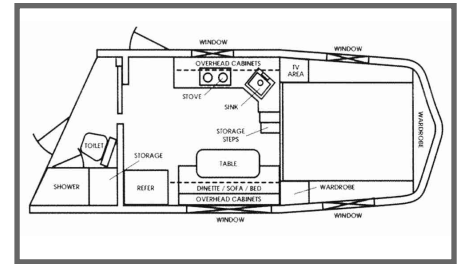 WINDOW
WINDOW
OVERHEAD CABINETS
TV
AREA
STOVE
SINK
WARDROBE
STORAGE
STEPS
TOILET
STORAGE
TABLE
SHOWER
REFER
DINETTE / SOFA / BED
WARDROBE
OVERHEAD CABINETS
WINDOW
WINDOW